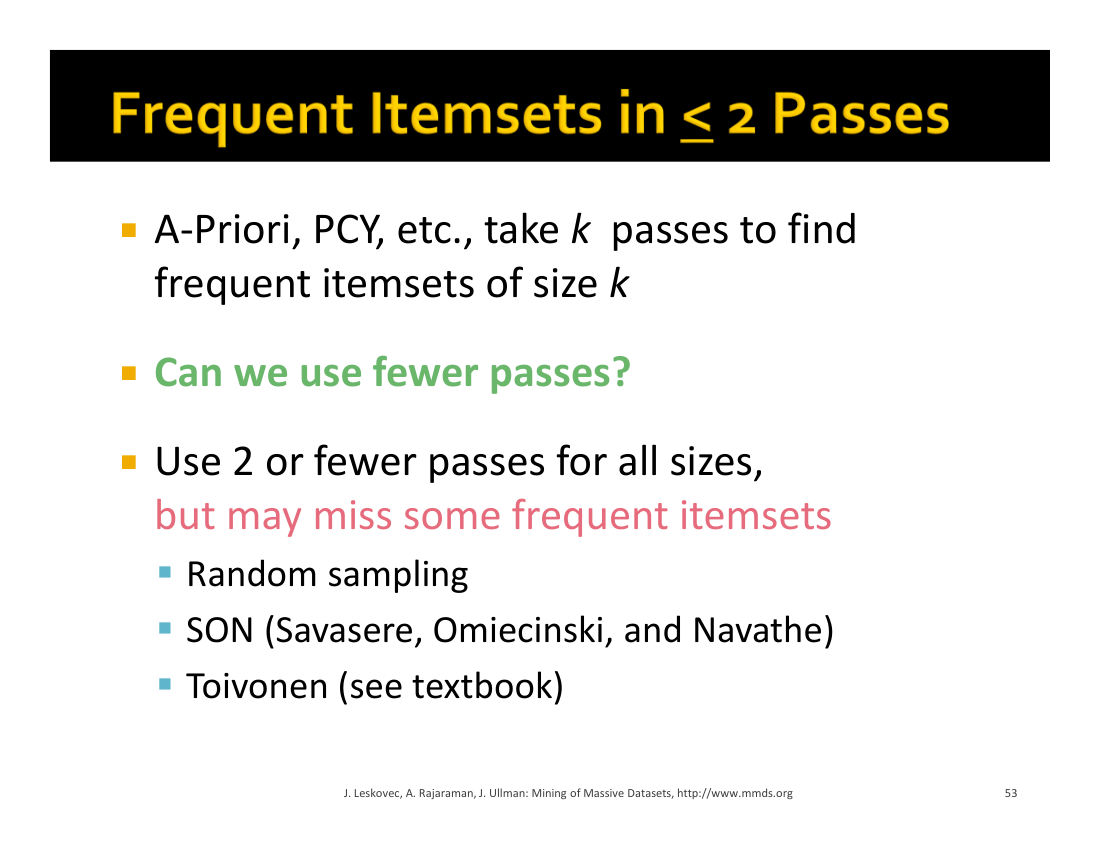 Frequent Itemsets in < 2 Passes
A-Priori, PCY, etc., take k passes to find
frequent itemsets of size k
Can we use fewer passes?
Use 2 or fewer passes for all sizes,
but may miss some frequent itemsets
Random sampling
SON (Savasere, Omiecinski, and Navathe)
Toivonen (see textbook)
J. Leskovec, A. Rajaraman, J. Ullman: Mining of Massive Datasets, http://www.mmds.org
53